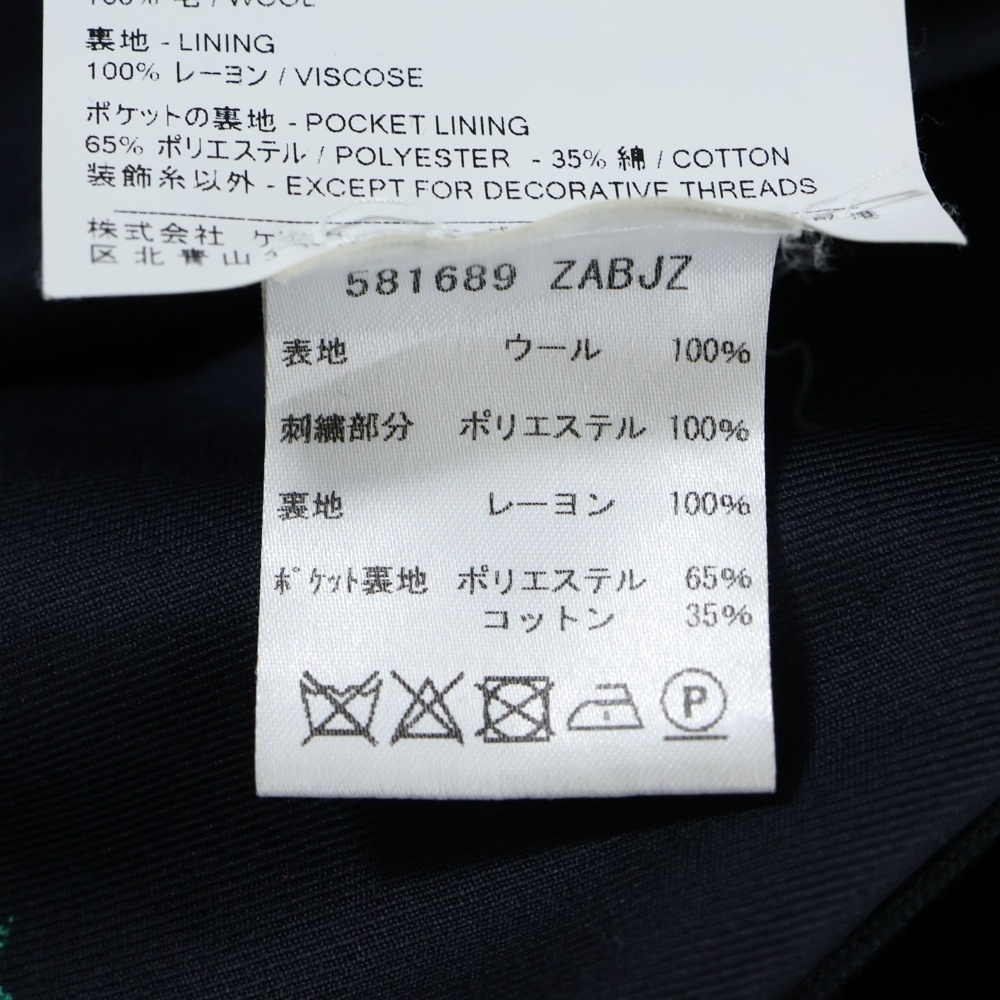 100% 毛 / WOOL
裏地 - LINING
100% レーヨン / VISCOSE
ポケットの裏地 - POCKET LINING
65% ポリエステル / POLYESTER - 35% 綿 / COTTON
装飾糸以外 - EXCEPT FOR DECORATIVE THREADS
株式会社
区北青山
581689 ZABJZ
表地 ウール 100%
刺繍部分 ポリエステル 100%
裏地 レーヨン 100%
ポケット裏地 ポリエステル 65%
コットン 35%
P